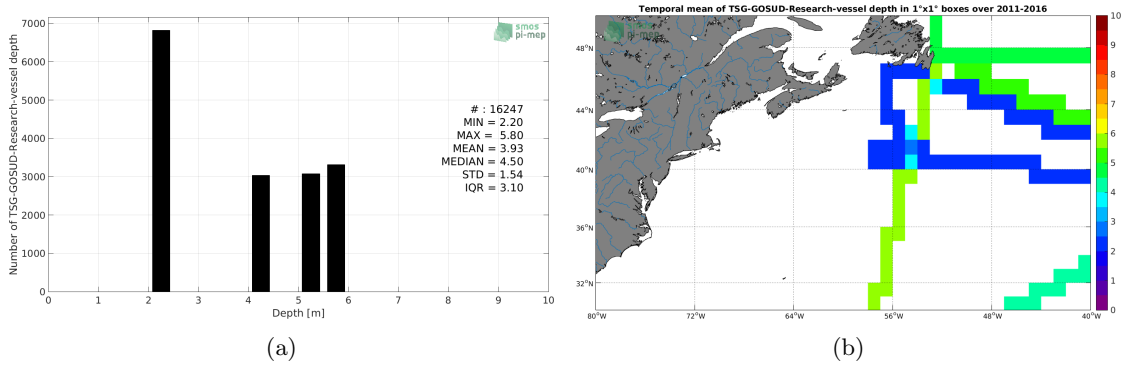 Temporal mean of TSG-GOSUD-Research-vessel depth in 1°x1° boxes over 2011-2016
Number of TSG-GOSUD-Research-vessel depth
7000
6000
5000
4000
3000
2000
1000
0
smos
pi-mep
# : 16247
MIN = 2.20
MAX = 5.80
MEAN = 3.93
MEDIAN = 4.50
STD = 1.54
IQR = 3.10
0 1 2 3 4 5 6 7 8 9 10
Depth [m]
(a)
smos
pi-mep
48°N
44°N
40°N
36°N
32°N
80°W 72°W 64°W 56°W 48°W 40°W
10
9
8
7
6
5
4
3
2
1
0
(b)